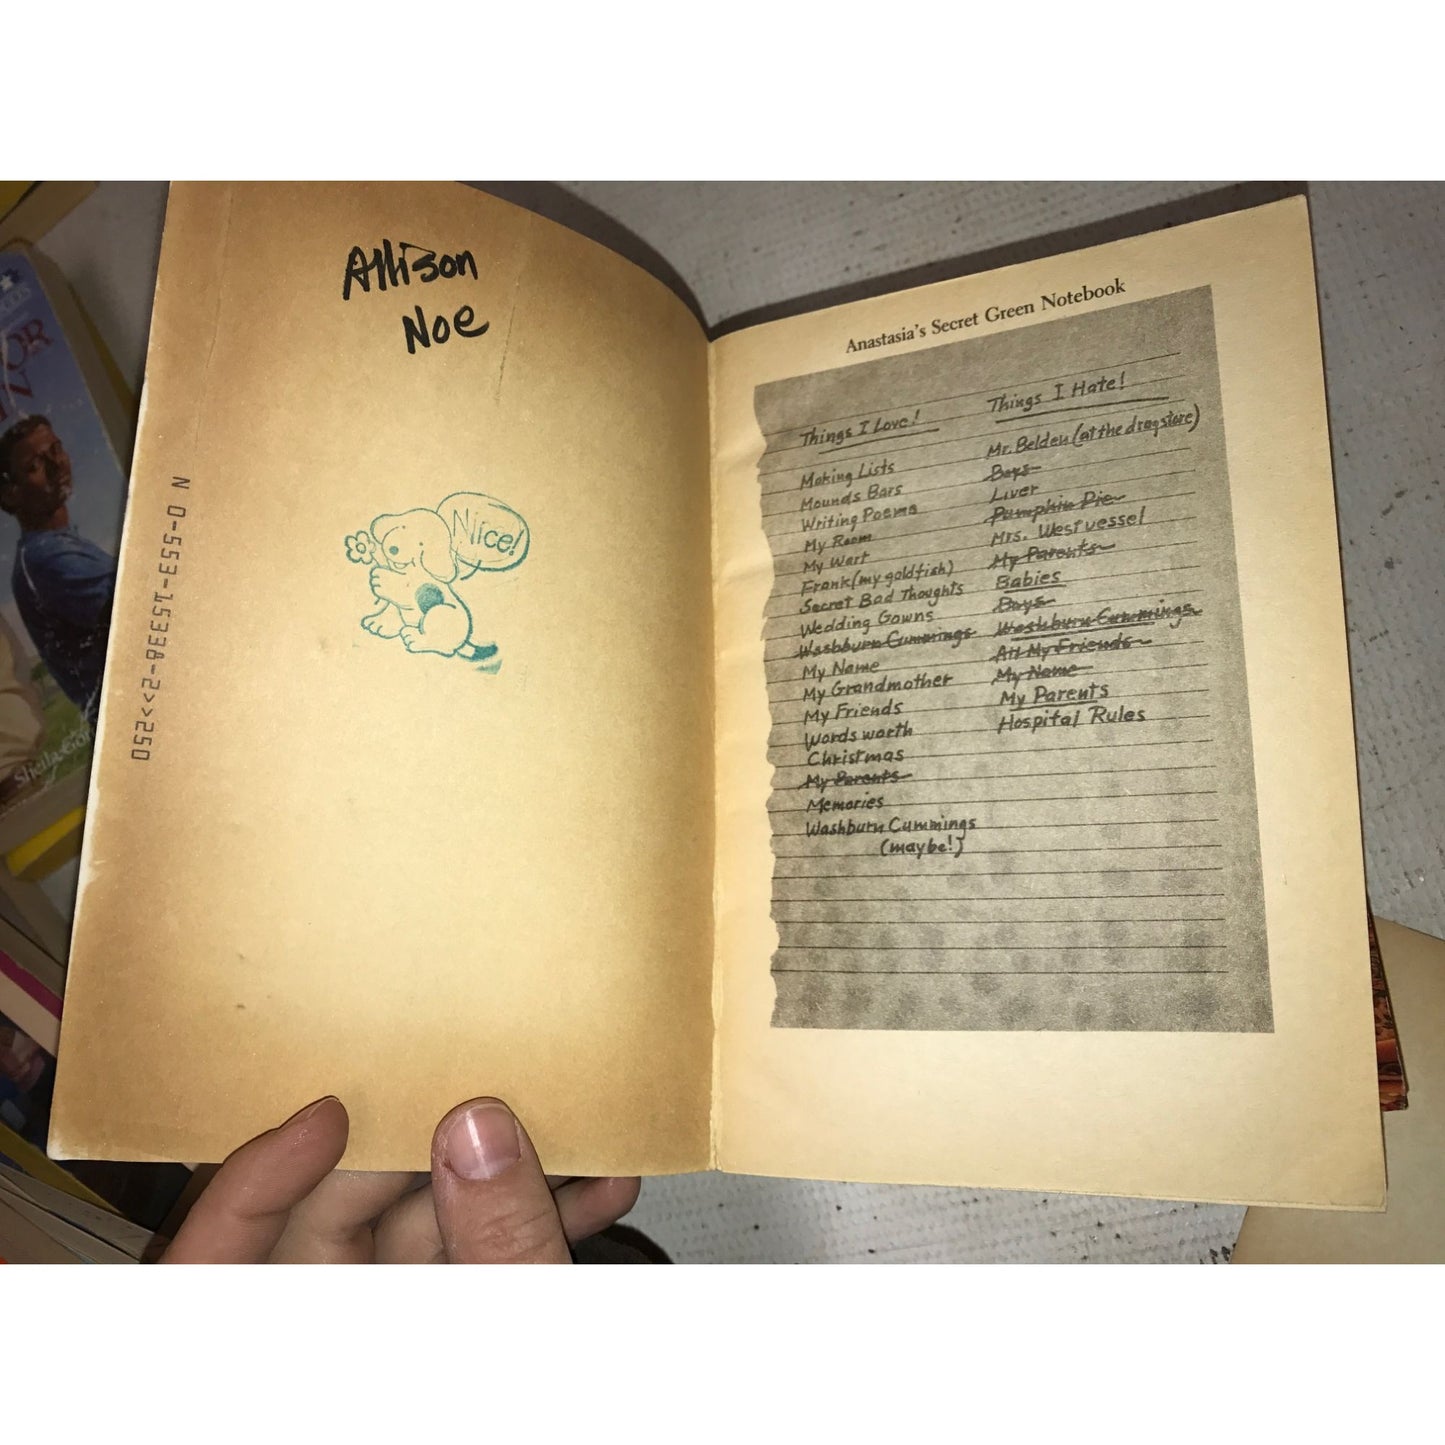 Allison
Noe
Nice!
N 0-553-15338-2>>250
Anastasia's Secret Green Notebook
Things I Love!
Making Lists
Mounds Bars
Writing Poems
My Room
My Wart
Frank (my goldfish)
Secret Bad Thoughts
Wedding Gowns
Washburn Cummings
My Name
My Grandmother
My Friends
Wordsworth
Christmas
My Parents
Memories
Washburn Cummings
(maybe!)
Things I Hate!
Mr. Belden (at the drugstore)
Boys
Liver
Pumpkin Pie
Mrs. Westvessel
My Parents
Babies
Boys
Washburn Cummings
All My Friends
My Name
My Parents
Hospital Rules